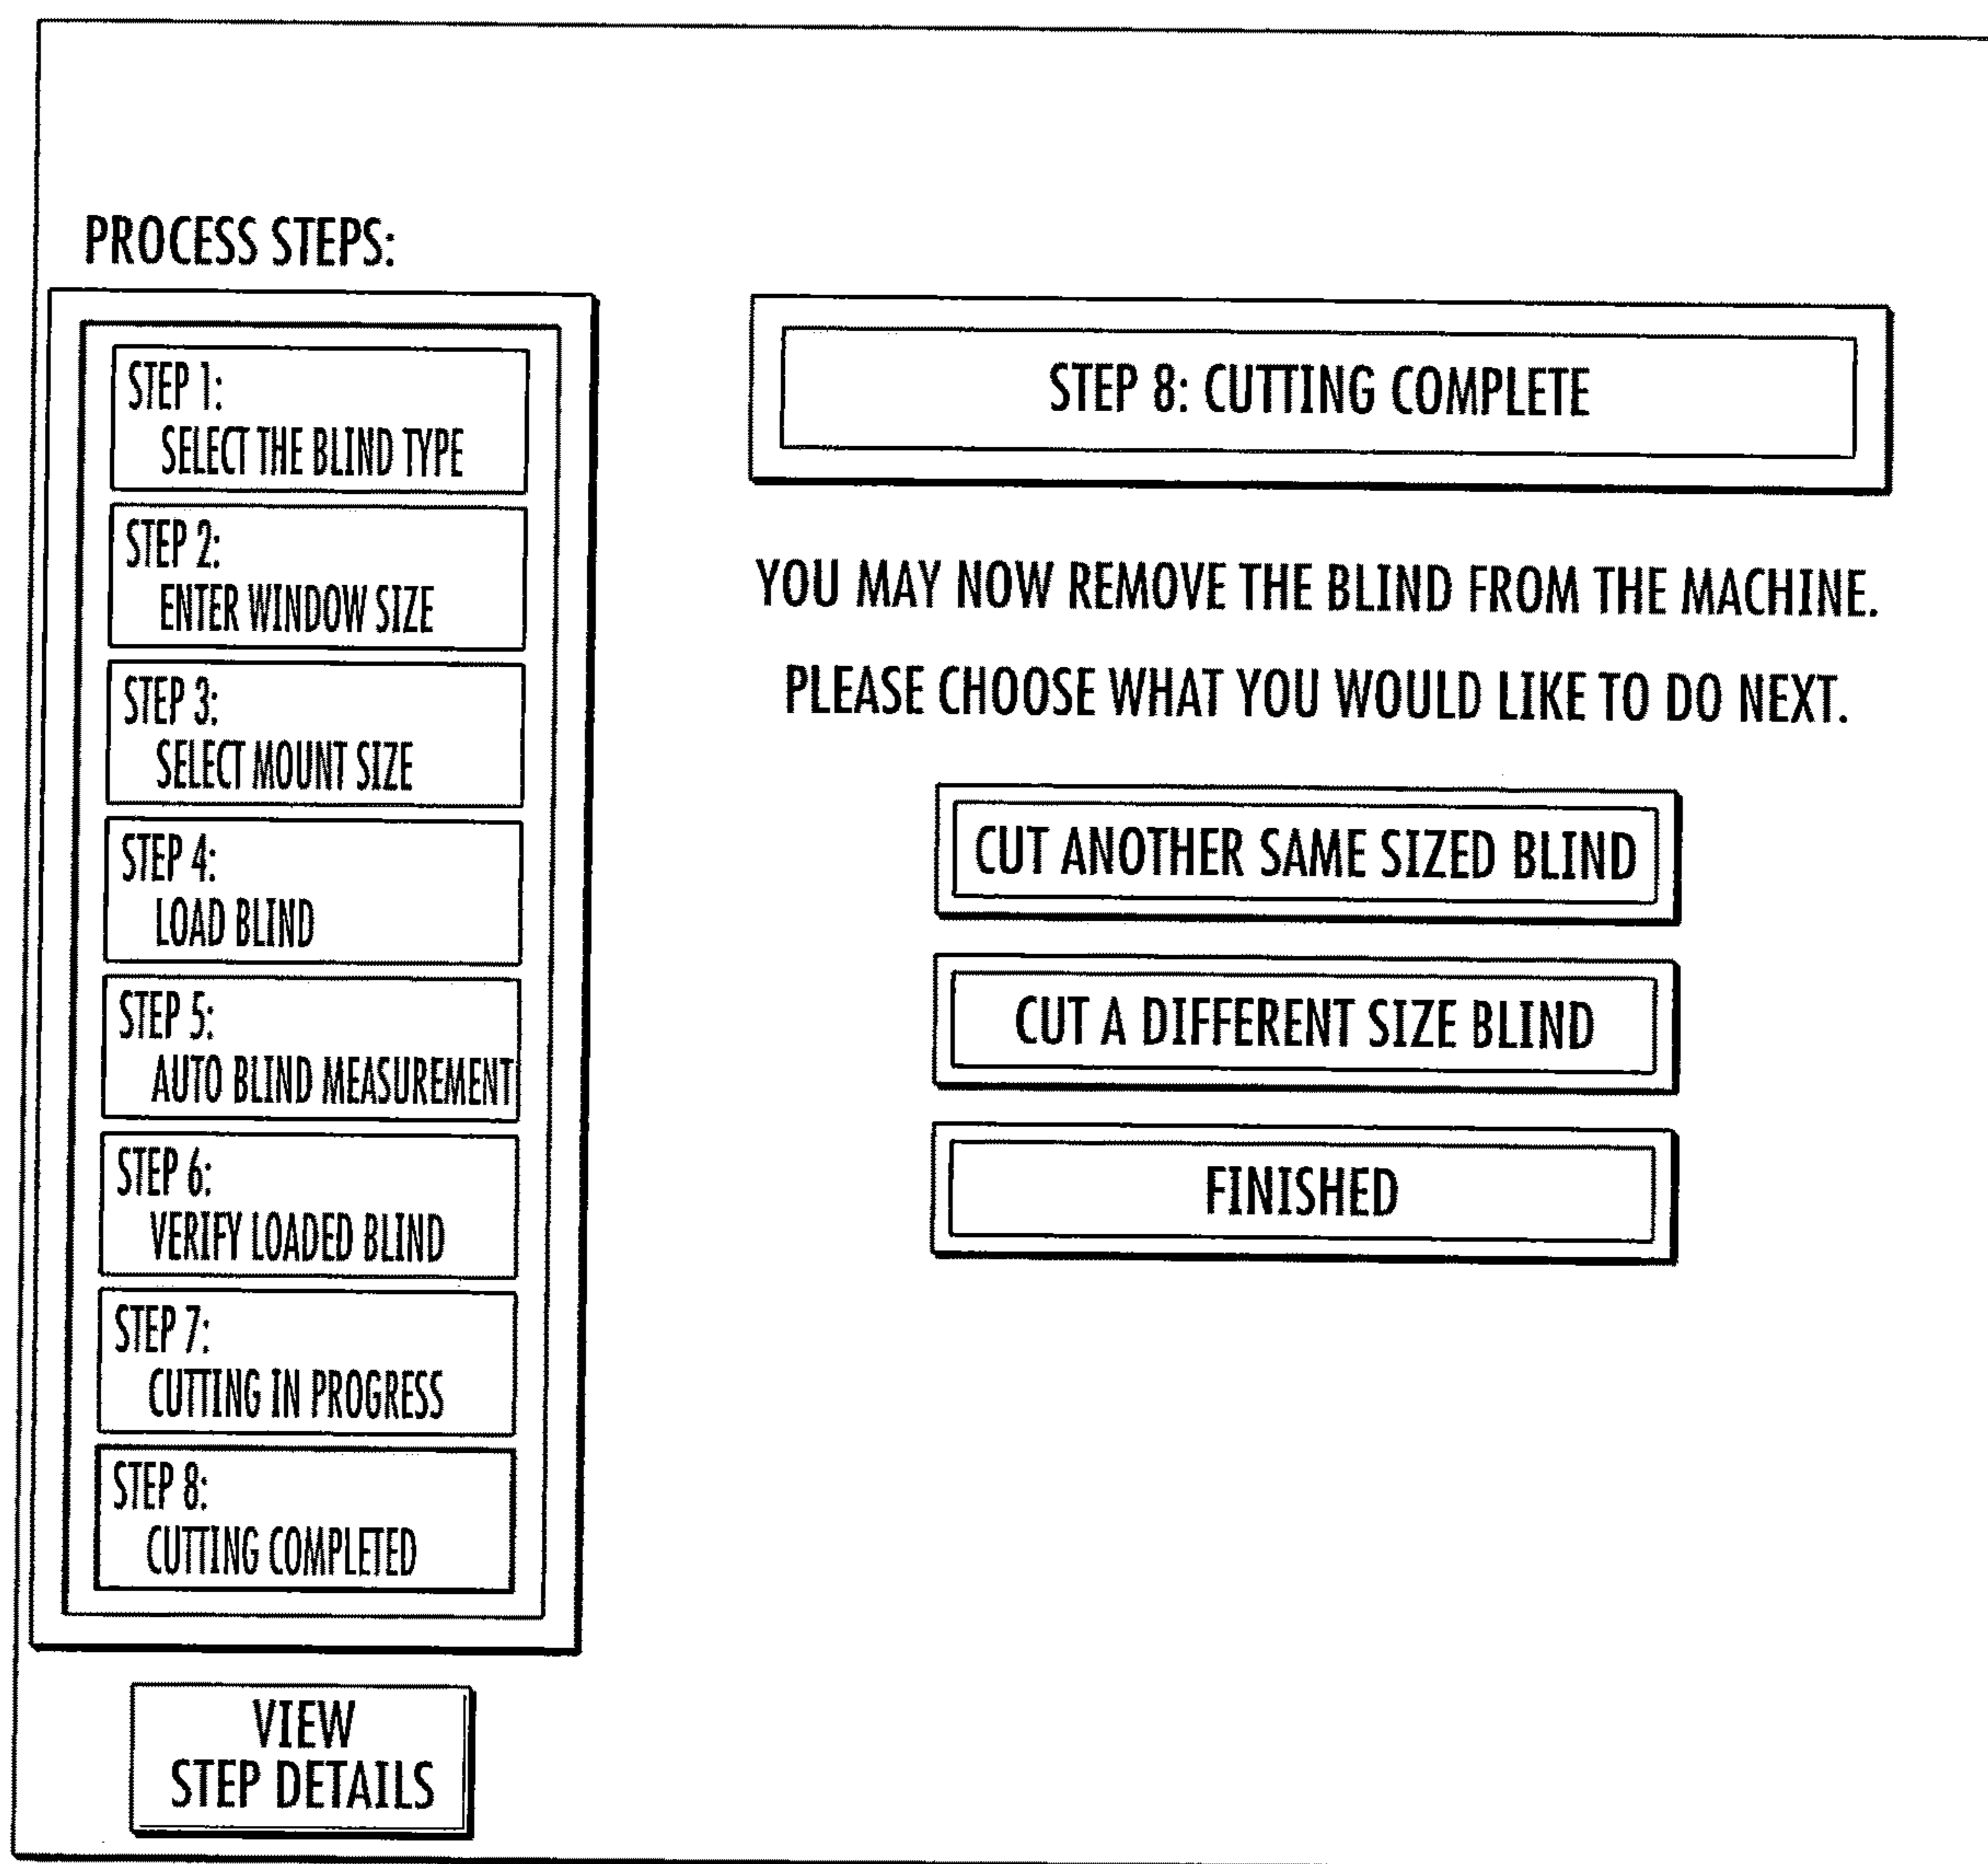 PROCESS STEPS:
STEP 1:
SELECT THE BLIND TYPE
STEP 2:
ENTER WINDOW SIZE
STEP 3:
SELECT MOUNT SIZE
STEP 4:
LOAD BLIND
STEP 5:
AUTO BLIND MEASUREMENT
STEP 6:
VERIFY LOADED BLIND
STEP 7:
CUTTING IN PROGRESS
STEP 8:
CUTTING COMPLETED
VIEW
STEP DETAILS
STEP 8: CUTTING COMPLETE
YOU MAY NOW REMOVE THE BLIND FROM THE MACHINE.
PLEASE CHOOSE WHAT YOU WOULD LIKE TO DO NEXT.
CUT ANOTHER SAME SIZED BLIND
CUT A DIFFERENT SIZE BLIND
FINISHED